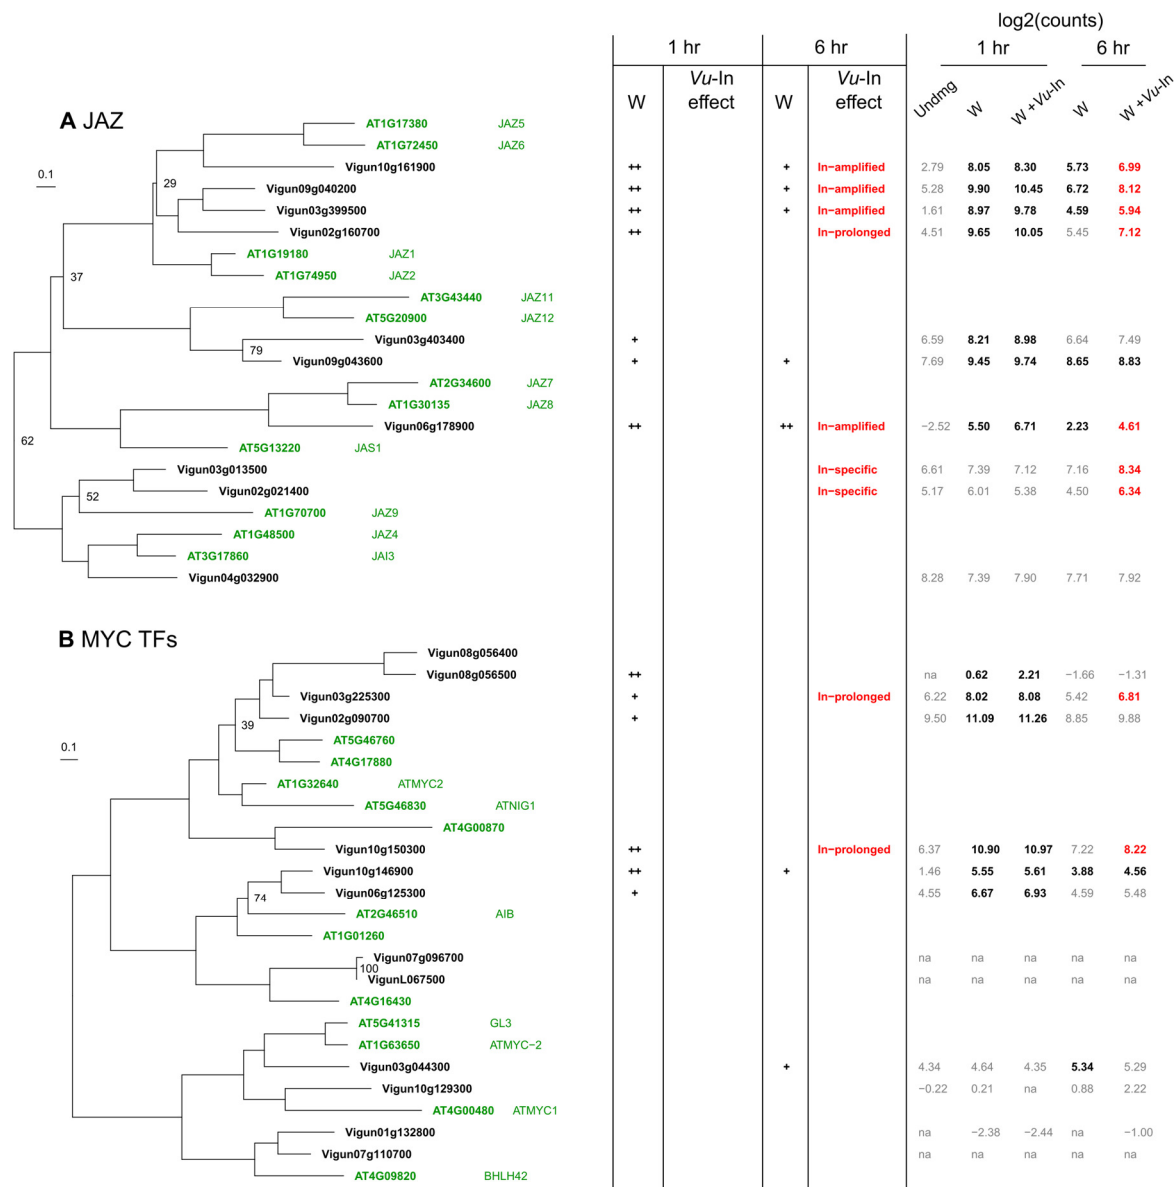 log2(counts)
1 hr 6 hr 1 hr 6 hr
W Vu-In effect W Vu-In effect Undmg W W +Vu-In W W +Vu-In
A JAZ
0.1
AT1G17380 JAZ5
AT1G72450 JAZ6
Vigun10g161900 ++ + In−amplified 2.79 8.05 8.30 5.73 6.99
29
Vigun09g040200 ++ + In−amplified 5.28 9.90 10.45 6.72 8.12
Vigun03g399500 ++ + In−amplified 1.61 8.97 9.78 4.59 5.94
Vigun02g160700 ++ In−prolonged 4.51 9.65 10.05 5.45 7.12
AT1G19180 JAZ1
37
AT1G74950 JAZ2
AT3G43440 JAZ11
AT5G20900 JAZ12
Vigun03g403400 + 6.59 8.21 8.98 6.64 7.49
79
Vigun09g043600 + + 7.69 9.45 9.74 8.65 8.83
AT2G34600 JAZ7
AT1G30135 JAZ8
Vigun06g178900 ++ ++ In−amplified −2.52 5.50 6.71 2.23 4.61
62
AT5G13220 JAS1
Vigun03g013500 In−specific 6.61 7.39 7.12 7.16 8.34
52
Vigun02g021400 In−specific 5.17 6.01 5.38 4.50 6.34
AT1G70700 JAZ9
AT1G48500 JAZ4
AT3G17860 JAI3
Vigun04g032900 8.28 7.39 7.90 7.71 7.92
B MYC TFs
0.1
Vigun08g056400
Vigun08g056500 ++ na 0.62 2.21 −1.66 −1.31
Vigun03g225300 + In−prolonged 6.22 8.02 8.08 5.42 6.81
39
Vigun02g090700 + 9.50 11.09 11.26 8.85 9.88
AT5G46760
AT4G17880
AT1G32640 ATMYC2
AT5G46830 ATNIG1
AT4G00870
Vigun10g150300 ++ In−prolonged 6.37 10.90 10.97 7.22 8.22
Vigun10g146900 ++ + 1.46 5.55 5.61 3.88 4.56
74
Vigun06g125300 + 4.55 6.67 6.93 4.59 5.48
AT2G46510 AIB
AT1G01260
Vigun07g096700 na na na na na
100
VigunL067500 na na na na na
AT4G16430
AT5G41315 GL3
AT1G63650 ATMYC−2
Vigun03g044300 + 4.34 4.64 4.35 5.34 5.29
Vigun10g129300 −0.22 0.21 na 0.88 2.22
AT4G00480 ATMYC1
Vigun01g132800 na −2.38 −2.44 na −1.00
Vigun07g110700 na na na na na
AT4G09820 BHLH42